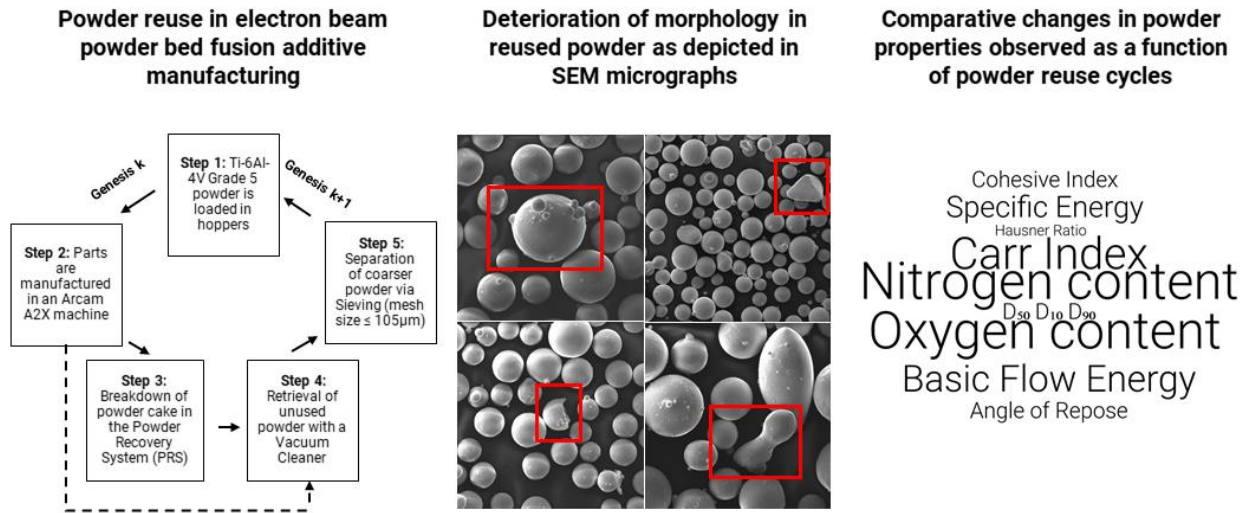 Powder reuse in electron beam
powder bed fusion additive
manufacturing
Genesis k
Step 1: Ti-6Al-
4V Grade 5
powder is
loaded in
hoppers
Genesis k+1
Step 2: Parts
are
manufactured
in an Arcam
A2X machine
Step 5:
Separation
of coarser
powder via
Sieving (mesh
size ≤ 105μm)
Step 3:
Breakdown of
powder cake in
the Powder
Recovery
System (PRS)
Step 4:
Retrieval of
unused
powder with a
Vacuum
Cleaner
Deterioration of morphology in
reused powder as depicted in
SEM micrographs
Comparative changes in powder
properties observed as a function
of powder reuse cycles
Cohesive Index
Specific Energy
Hausner Ratio
Carr Index
Nitrogen content
D₅₀ D₁₀ D₉₀
Oxygen content
Basic Flow Energy
Angle of Repose